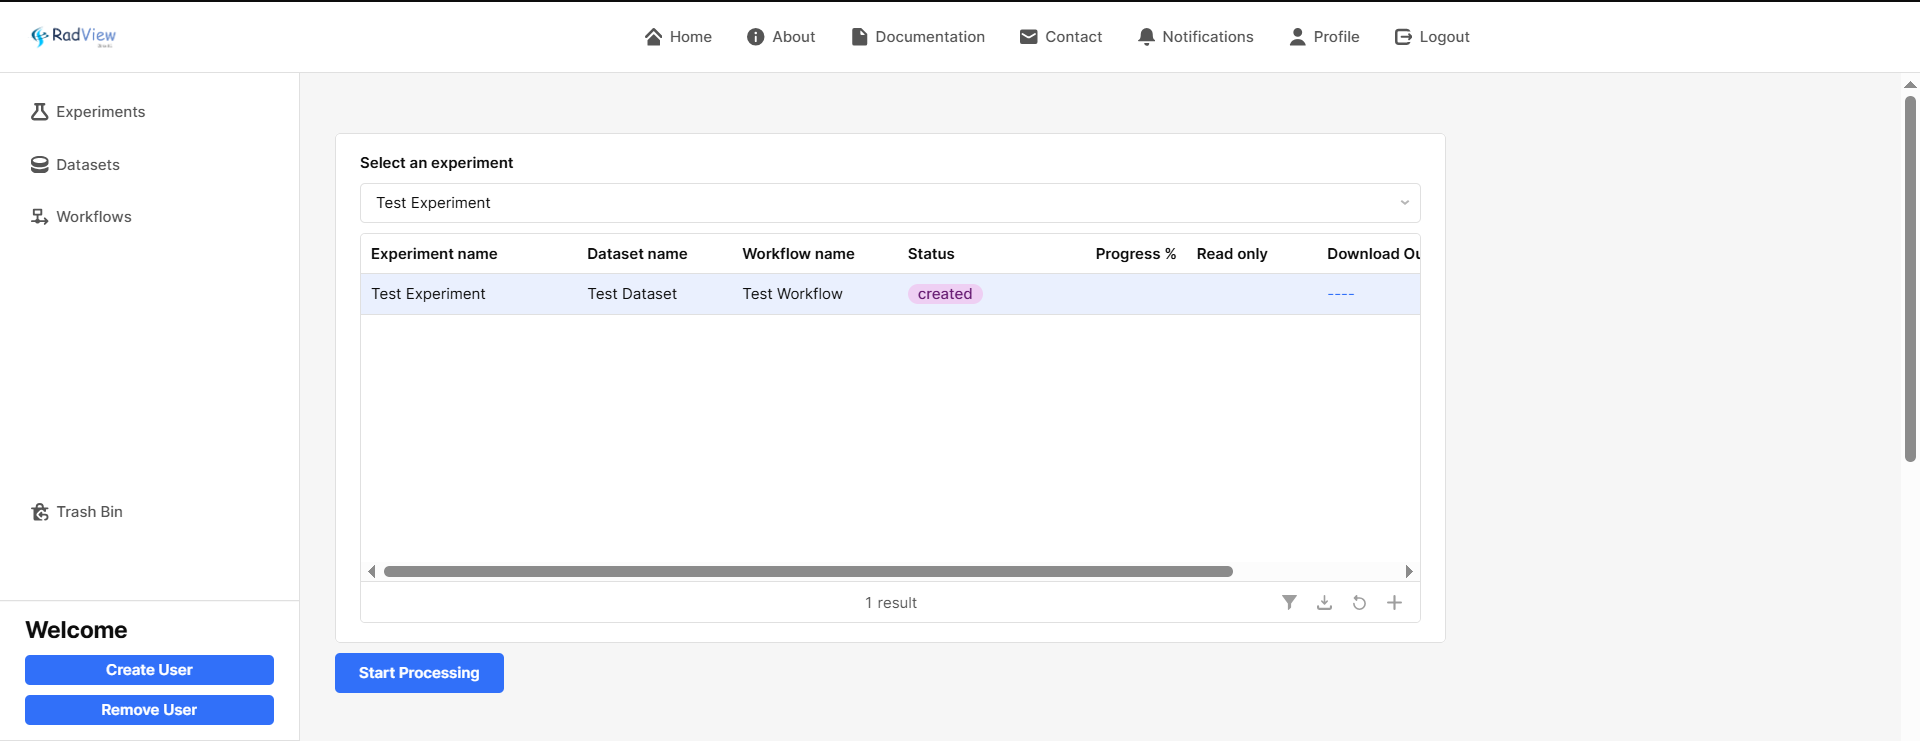 RadView
Home
About
Documentation
Contact
Notifications
Profile
Logout
Experiments
Datasets
Workflows
Trash Bin
Welcome
Create User
Remove User
Select an experiment
Test Experiment
Experiment name Dataset name Workflow name Status Progress % Read only Download Ou
Test Experiment Test Dataset Test Workflow created ----
1 result
Start Processing